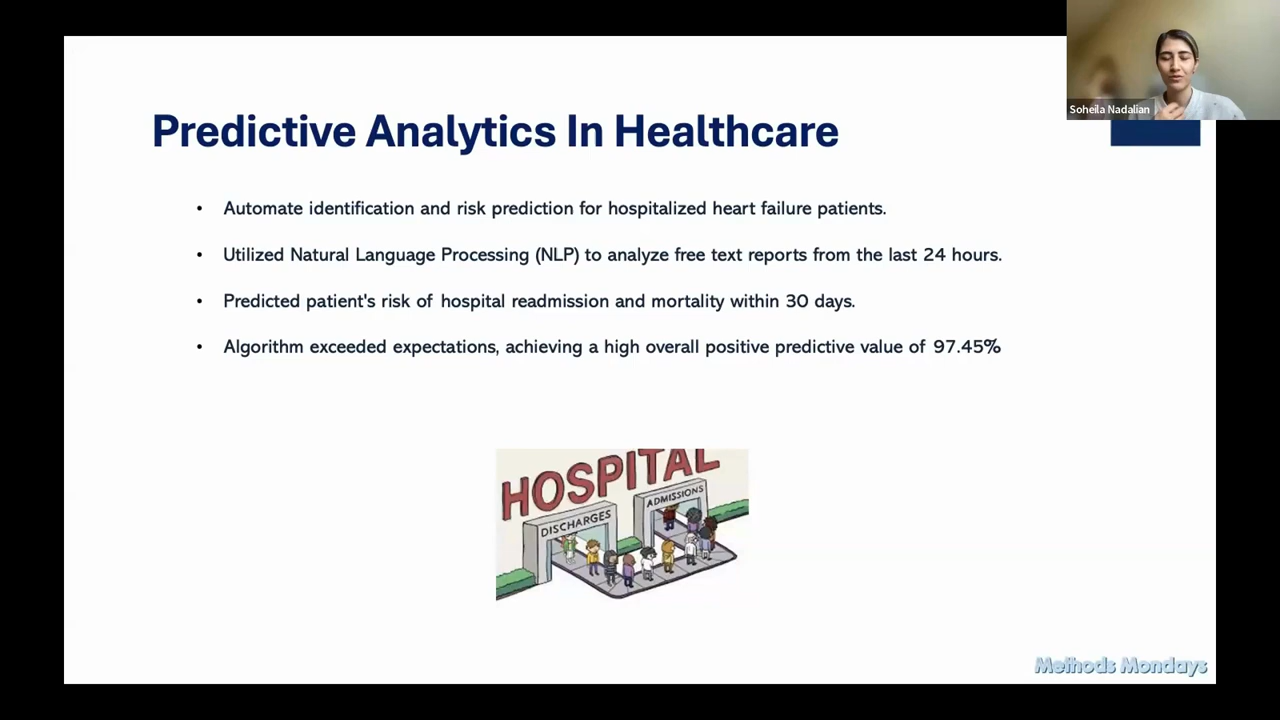 Soheila Nadalian
Predictive Analytics In Healthcare
• Automate identification and risk prediction for hospitalized heart failure patients.
• Utilized Natural Language Processing (NLP) to analyze free text reports from the last 24 hours.
• Predicted patient's risk of hospital readmission and mortality within 30 days.
• Algorithm exceeded expectations, achieving a high overall positive predictive value of 97.45%
HOSPITAL
ADMISSIONS
DISCHARGES
Methods Mondays